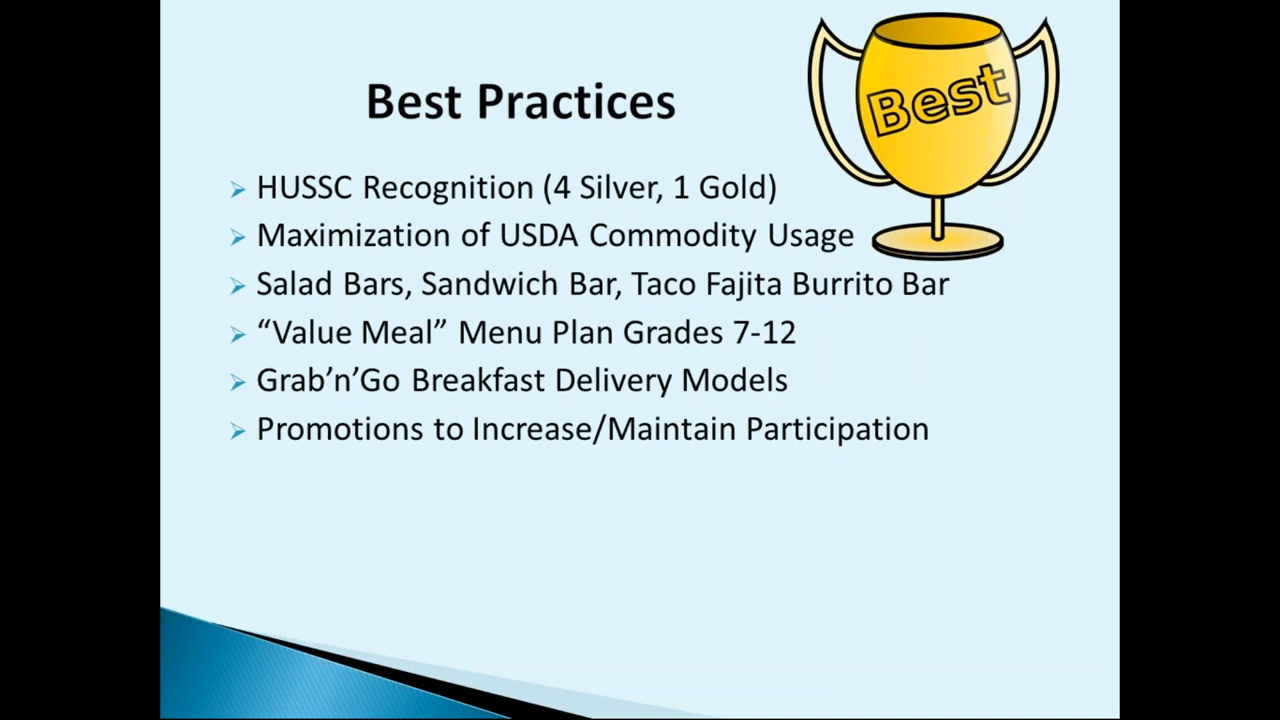 Best
Best Practices
HUSSC Recognition (4 Silver, 1 Gold)
Maximization of USDA Commodity Usage
Salad Bars, Sandwich Bar, Taco Fajita Burrito Bar
“Value Meal” Menu Plan Grades 7-12
Grab’n’Go Breakfast Delivery Models
Promotions to Increase/Maintain Participation